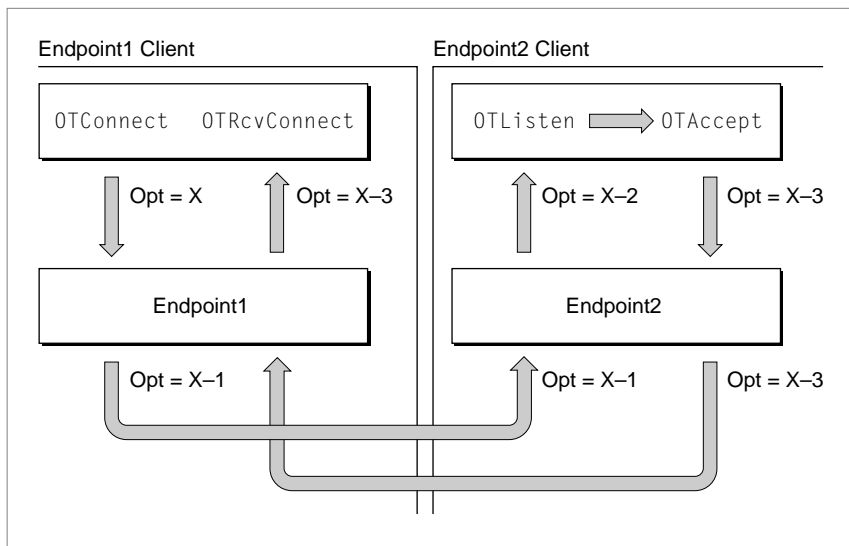 Endpoint1 Client
Endpoint2 Client
OTConnect OTRcvConnect
OTListen OTAccept
Opt = X
Opt = X–3
Opt = X–2
Opt = X–3
Endpoint1
Endpoint2
Opt = X–1
Opt = X–1
Opt = X–3